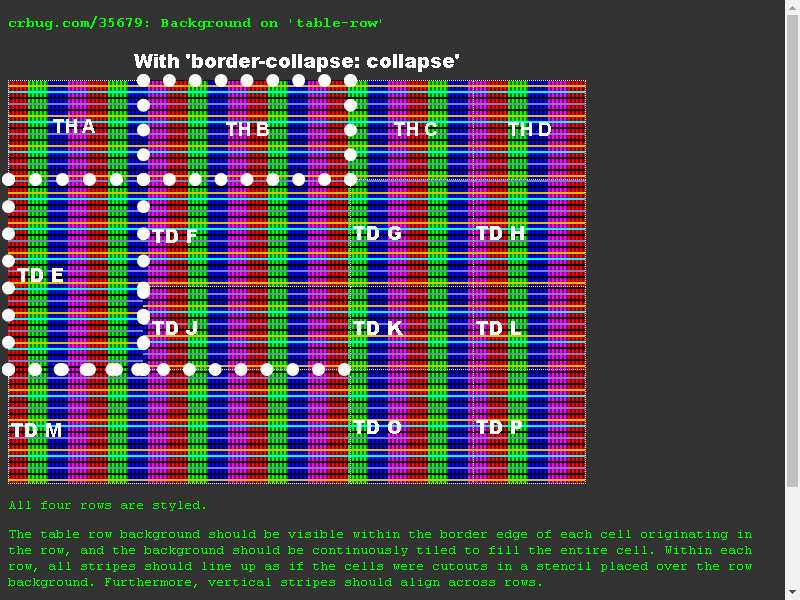 crbug.com/35679: Background on 'table-row'
With 'border-collapse: collapse'
TH A TH B TH C TH D
TD F TD G TD H
TD E
TD J TD K TD L
TD M TD O TD P
All four rows are styled.
The table row background should be visible within the border edge of each cell originating in
the row, and the background should be continuously tiled to fill the entire cell. Within each
row, all stripes should line up as if the cells were cutouts in a stencil placed over the row
background. Furthermore, vertical stripes should align across rows.